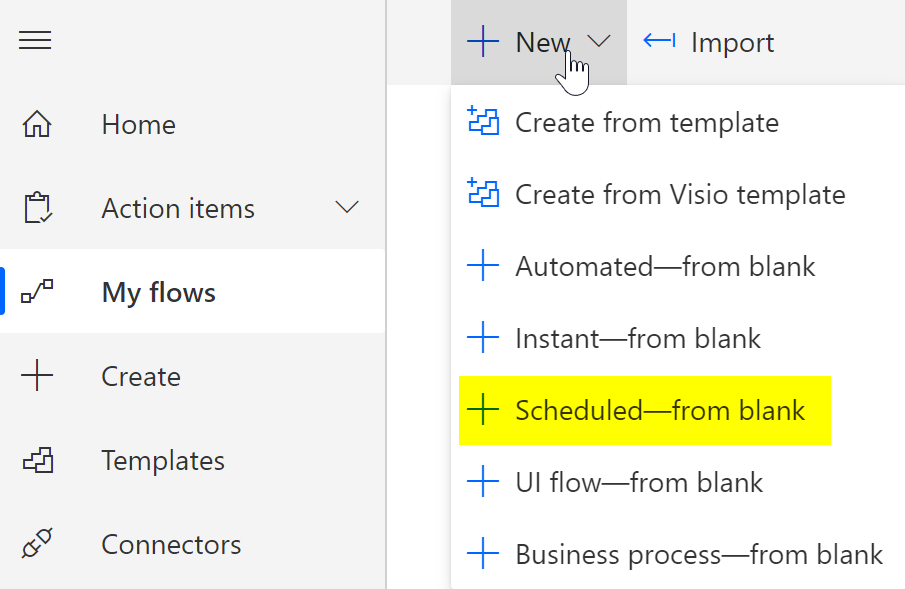 Home
Action items
My flows
Create
Templates
Connectors
New
Import
Create from template
Create from Visio template
Automated—from blank
Instant—from blank
Scheduled—from blank
UI flow—from blank
Business process—from blank